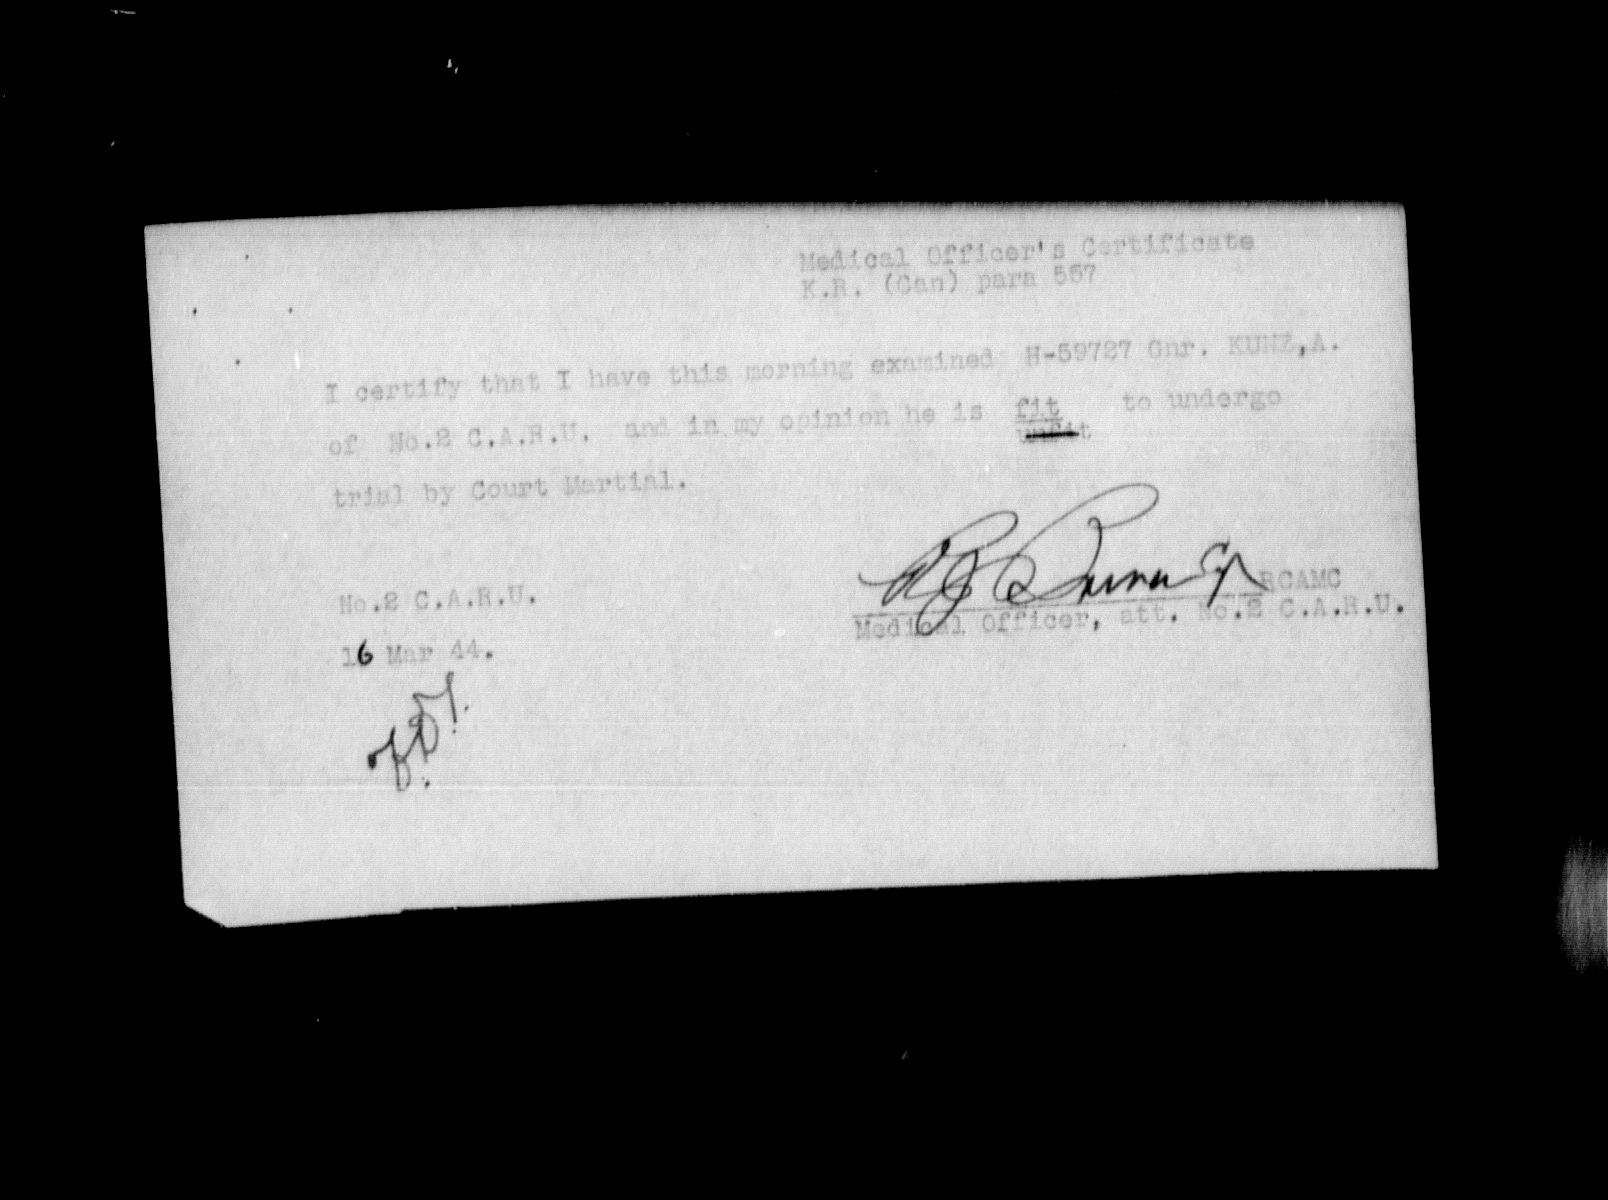 Medical Officer's Certificate
K.R. (Can) para 557
I certify that I have this morning examined H-59727 Gnr. KUNZ,A.
of No.2 C.A.R.U. and in my opinion he is fit to undergo
unfit
trial by Court Martial.
No.2 C.A.R.U.
RCAMC
Medical Officer, att. No.2 C.A.R.U.
16 Mar 44.